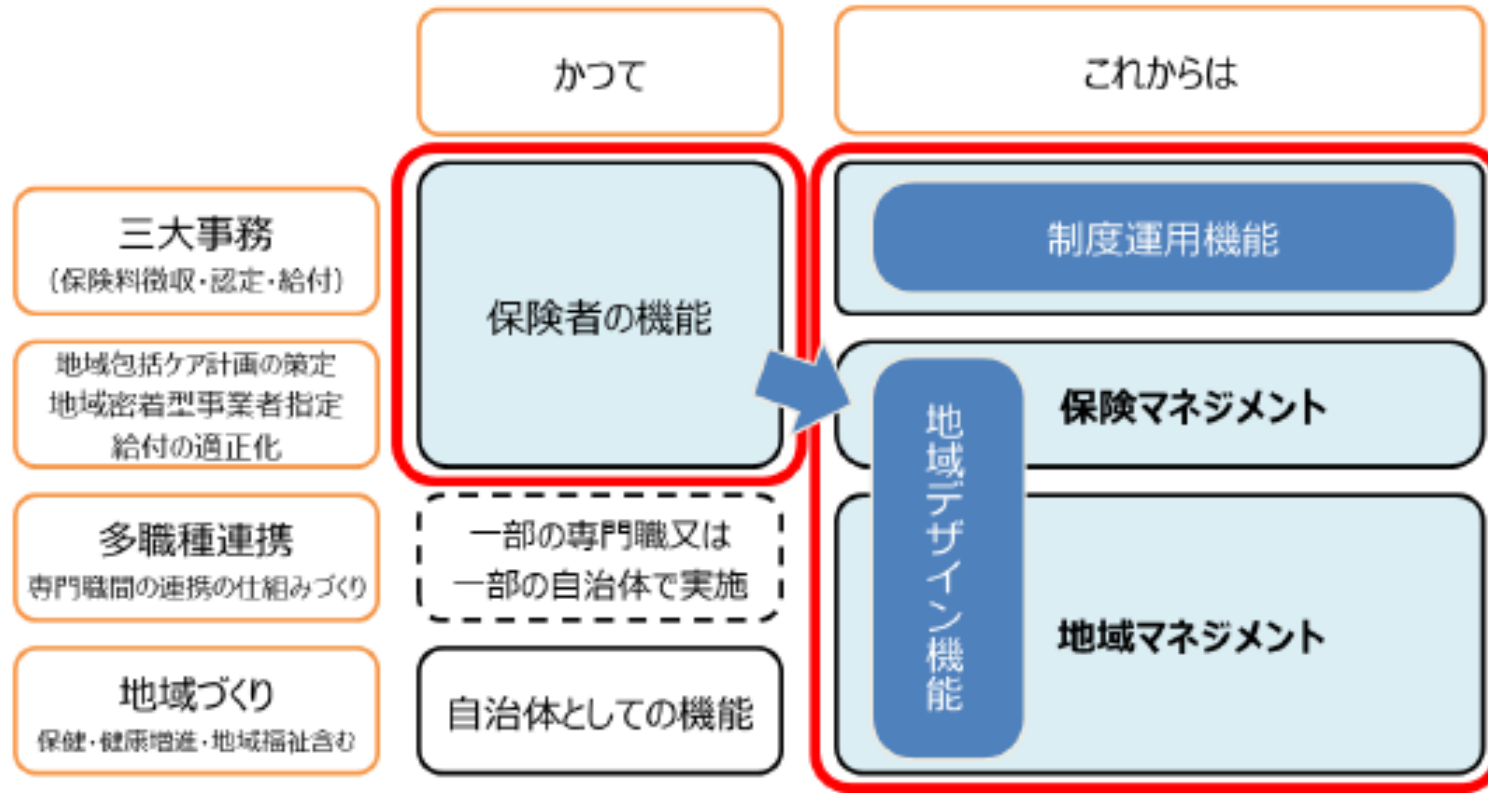 かつて
これからは
三大事務
(保険料徴収・認定・給付)
保険者の機能
制度運用機能
地域包括ケア計画の策定
地域密着型事業者指定
給付の適正化
保険マネジメント
地域デザイン機能
多職種連携
専門職間の連携の仕組みづくり
一部の専門職又は
一部の自治体で実施
地域マネジメント
地域づくり
保健・健康増進・地域福祉含む
自治体としての機能